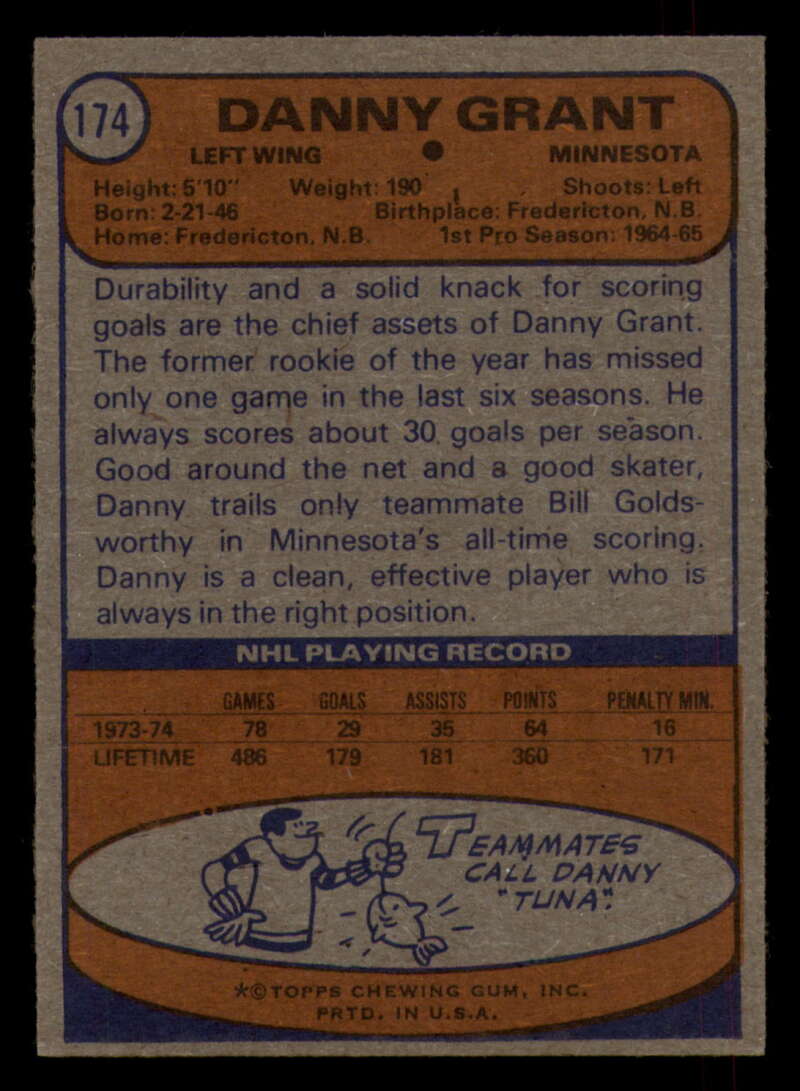 174
DANNY GRANT
LEFT WING ● MINNESOTA
Height: 5'10" Weight: 190 Shoots: Left
Born: 2-21-46 Birthplace: Fredericton, N.B.
Home: Fredericton, N.B. 1st Pro Season: 1964-65
Durability and a solid knack for scoring
goals are the chief assets of Danny Grant.
The former rookie of the year has missed
only one game in the last six seasons. He
always scores about 30 goals per season.
Good around the net and a good skater,
Danny trails only teammate Bill Golds-
worthy in Minnesota's all-time scoring.
Danny is a clean, effective player who is
always in the right position.
NHL PLAYING RECORD
GAMES GOALS ASSISTS POINTS PENALTY MIN.
1973-74 78 29 35 64 16
LIFETIME 486 179 181 360 171
TEAMMATES
CALL DANNY
"TUNA".
*©TOPPS CHEWING GUM, INC.
PRTD. IN U.S.A.